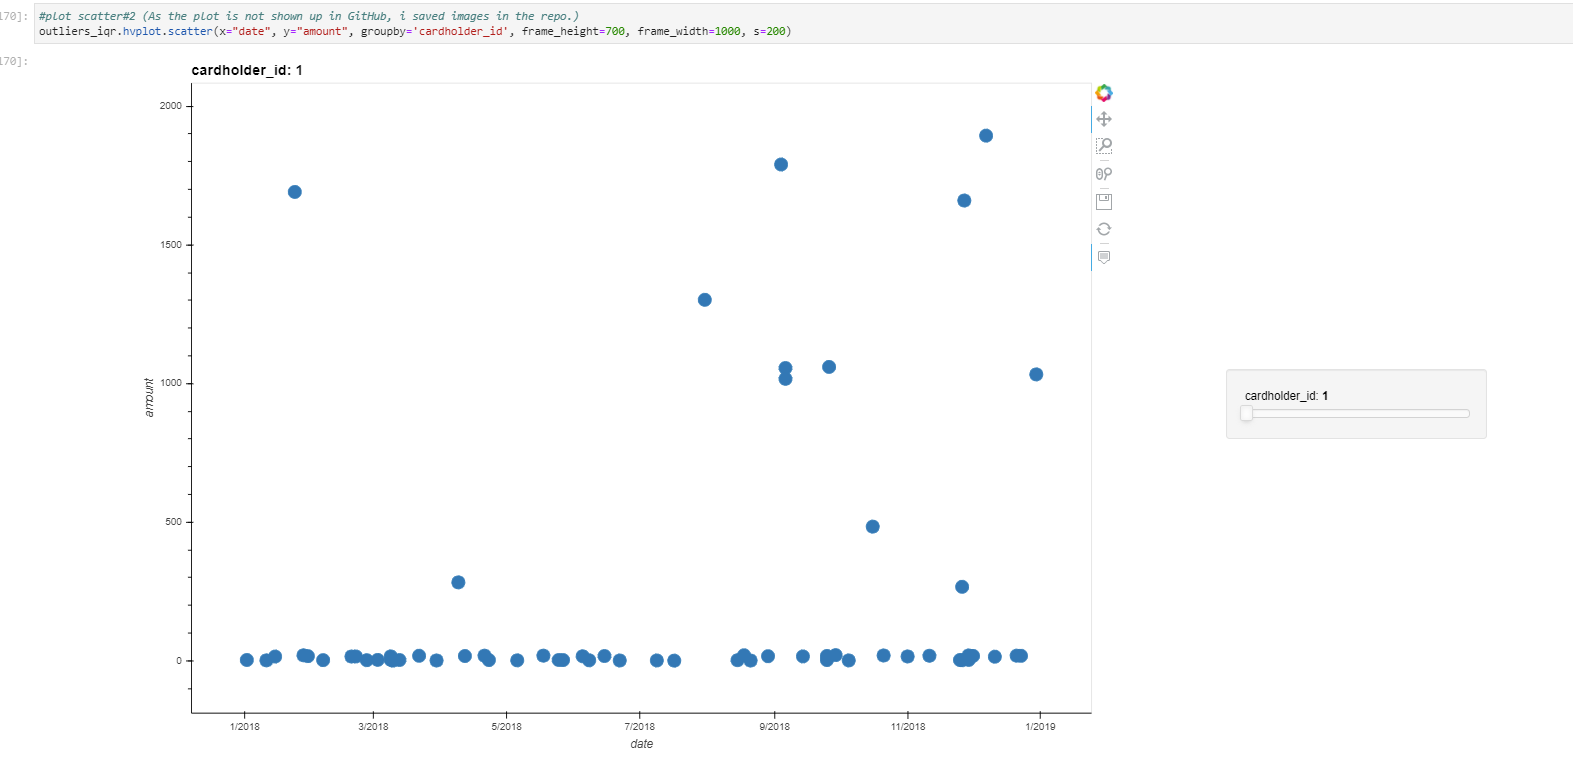 170]:
#plot scatter#2 (As the plot is not shown up in GitHub, i saved images in the repo.)
outliers_iqr.hvplot.scatter(x="date", y="amount", groupby='cardholder_id', frame_height=700, frame_width=1000, s=200)
170]:
cardholder_id: 1
2000
1500
1000
500
0
amount
1/2018
3/2018
5/2018
7/2018
9/2018
11/2018
1/2019
date
cardholder_id: 1